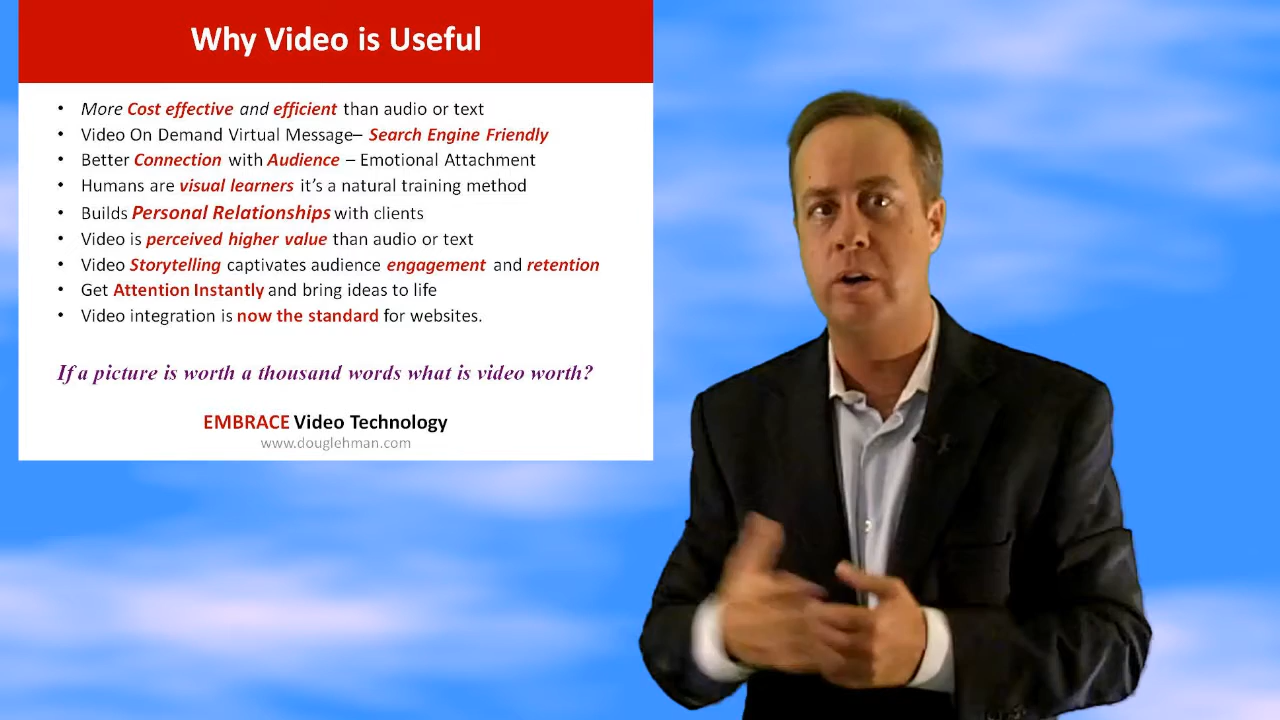 Why Video is Useful
• More Cost effective and efficient than audio or text
• Video On Demand Virtual Message– Search Engine Friendly
• Better Connection with Audience – Emotional Attachment
• Humans are visual learners it's a natural training method
• Builds Personal Relationships with clients
• Video is perceived higher value than audio or text
• Video Storytelling captivates audience engagement and retention
• Get Attention Instantly and bring ideas to life
• Video integration is now the standard for websites.
If a picture is worth a thousand words what is video worth?
EMBRACE Video Technology
www.douglehman.com